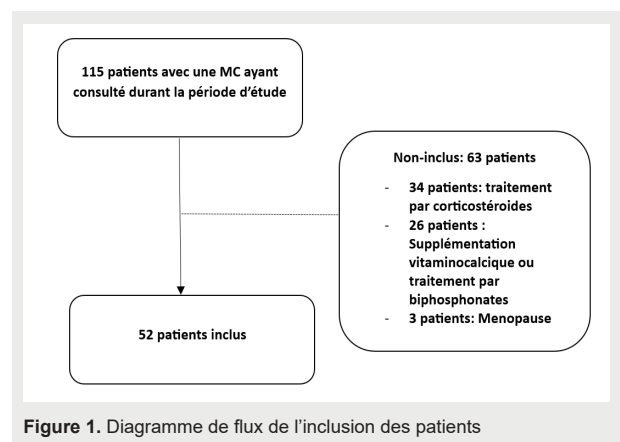 115 patients avec une MC ayant
consulté durant la période d'étude
Non-inclus: 63 patients
- 34 patients: traitement
par corticostéroides
- 26 patients :
Supplémentation
vitaminocalcique ou
traitement par
biphosphonates
- 3 patients: Menopause
52 patients inclus
Figure 1. Diagramme de flux de l'inclusion des patients